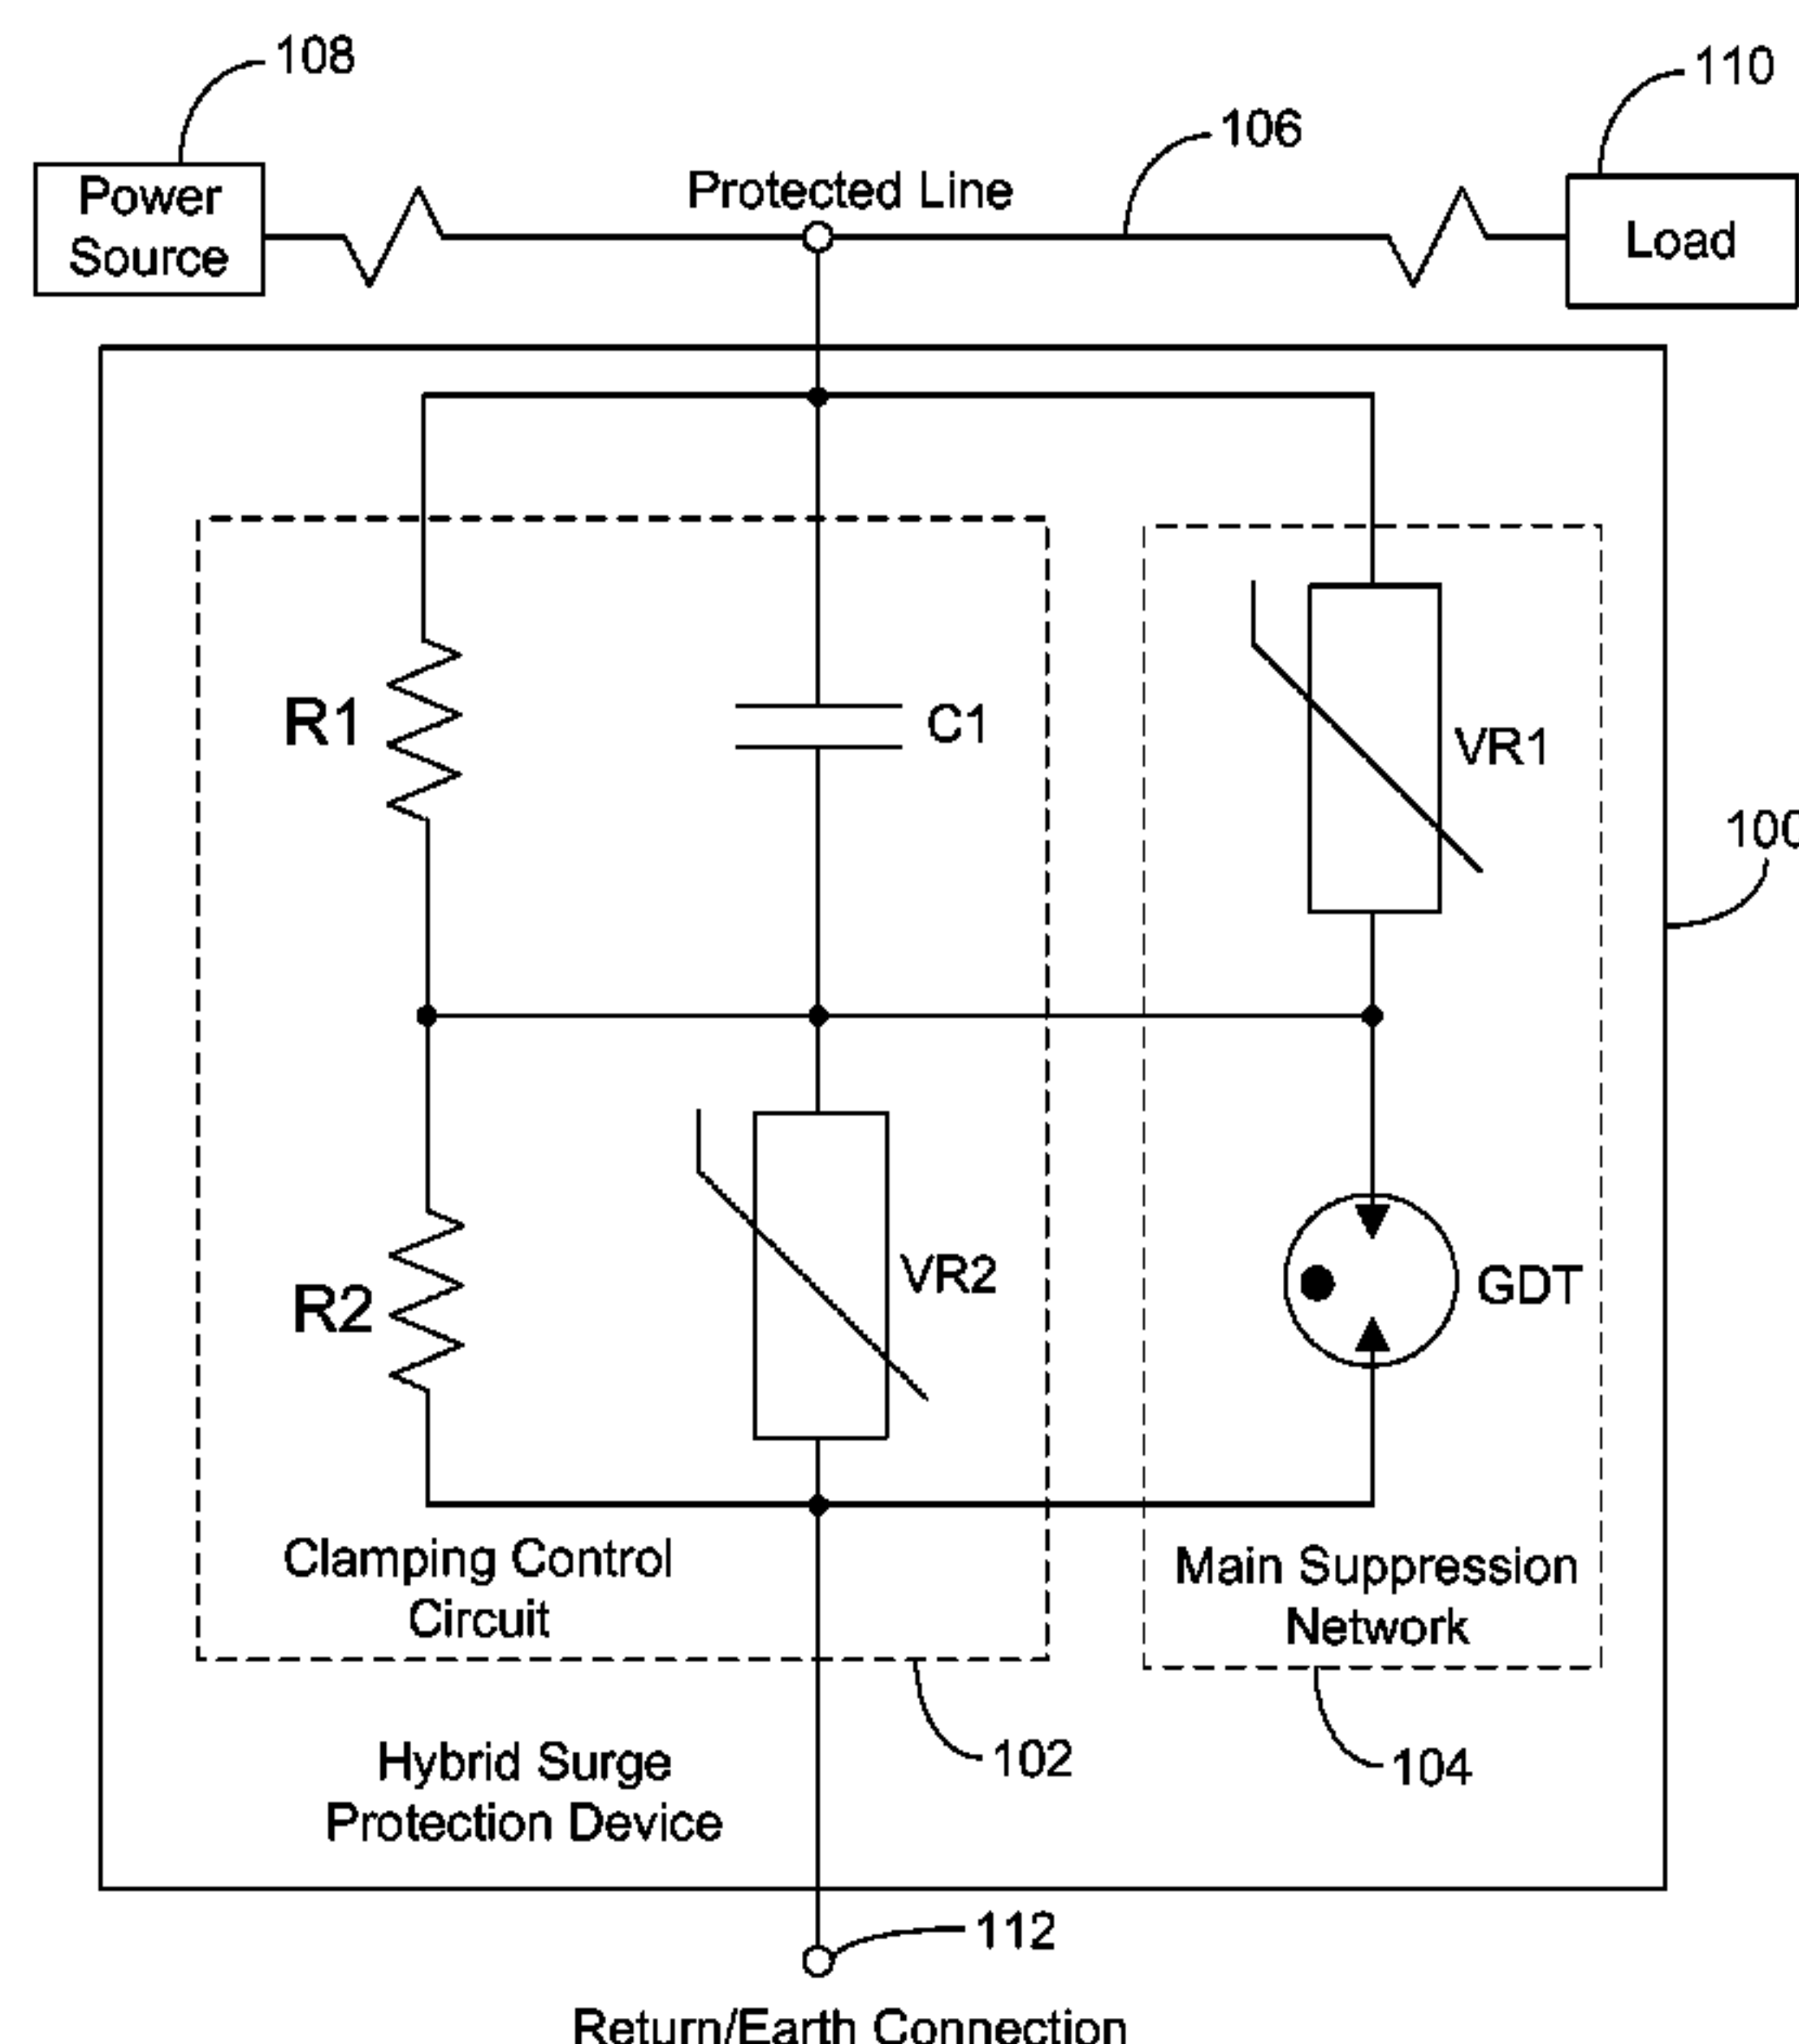 108
110
106
Power
Source
Protected Line
Load
R1
C1
VR1
100
R2
VR2
GDT
Clamping Control
Circuit
Main Suppression
Network
102
104
Hybrid Surge
Protection Device
112
Return/Earth Connection